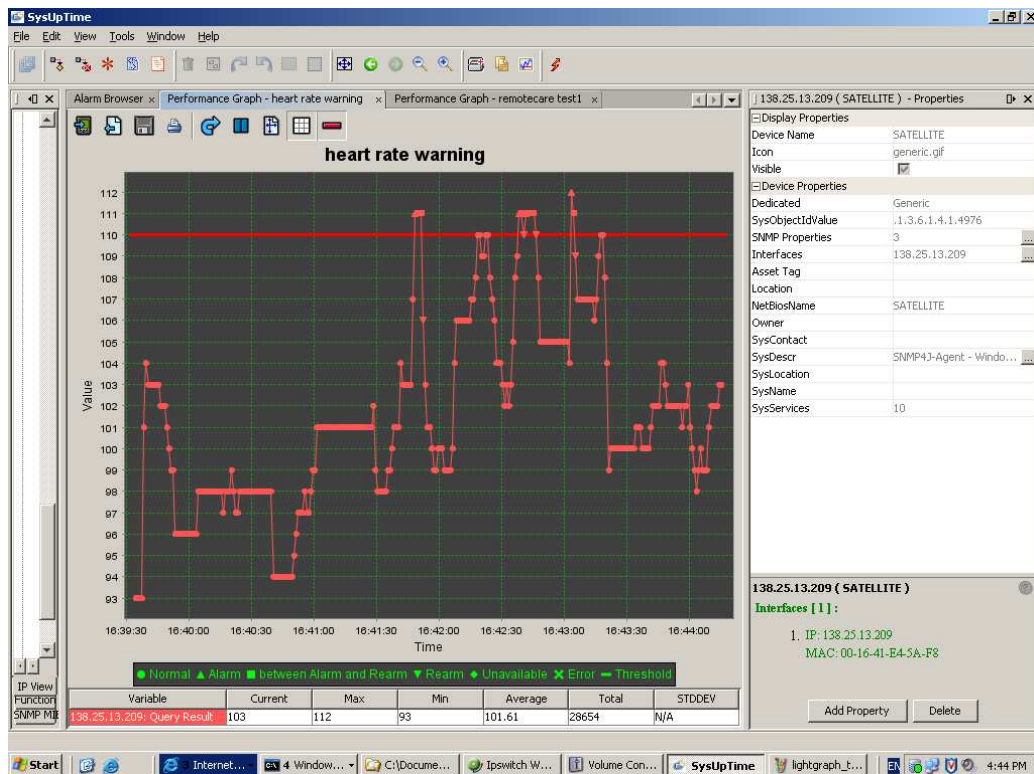 SysUpTime
File Edit View Tools Window Help
Alarm Browser
Performance Graph - heart rate warning
Performance Graph - remotecare test1
heart rate warning
Value
112
111
110
109
108
107
106
105
104
103
102
101
100
99
98
97
96
95
94
93
16:39:30 16:40:00 16:40:30 16:41:00 16:41:30 16:42:00 16:42:30 16:43:00 16:43:30 16:44:00
Time
Normal Alarm between Alarm and Rearm Rearm Unavailable Error Threshold
Variable Current Max Min Average Total STDDEV
138.25.13.209: Query Result 103 112 93 101.61 28654 N/A
IP View
Function
SNMP
138.25.13.209 ( SATELLITE ) - Properties
Display Properties
Device Name SATELLITE
Icon generic.gif
Visible
Device Properties
Dedicated Generic
SysObjectIdValue .1.3.6.1.4.1.4976
SNMP Properties 3 ...
Interfaces 138.25.13.209 ...
Asset Tag
Location
NetBiosName SATELLITE
Owner
SysContact
SysDescr SNMP4J-Agent - Windo... ...
SysLocation
SysName
SysServices 10
138.25.13.209 ( SATELLITE )
Interfaces [ 1 ] :
1. IP: 138.25.13.209
MAC: 00-16-41-E4-5A-F8
Add Property Delete
Start Internet... 4 Window... C:\Docume... Ipswitch W... Volume Con... SysUpTime lightgraph_t... EN 4:44 PM